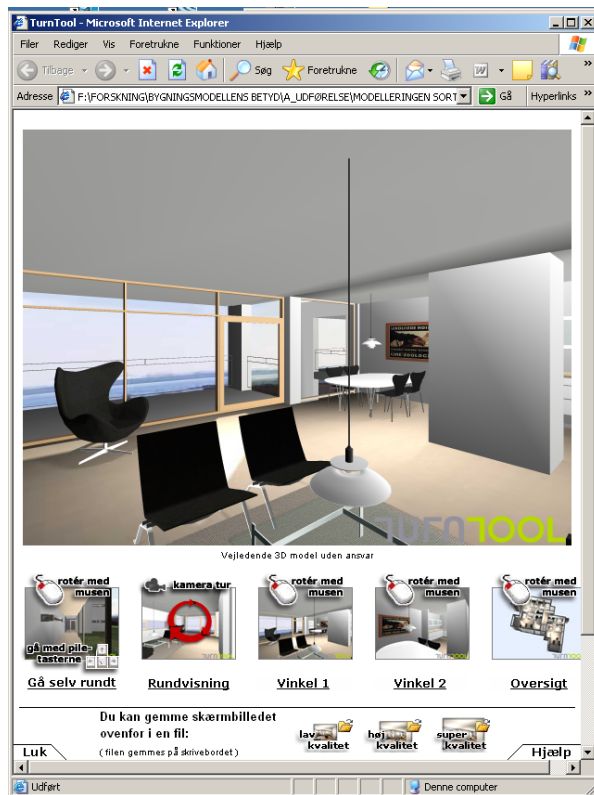 TurnTool - Microsoft Internet Explorer
Filer Rediger Vis Foretrukne Funktioner Hjælp
Tilbage Søg Foretrukne »
Adresse F:\FORSKNING\BYGNINGSMODELLENS BETYD\A_UDFØRELSE\MODELLERINGEN SORT Gå Hyperlinks »
TURNTOOL
Vejledende 3D model uden ansvar
rotér med musen
gå med pile-
tasterne
kamera tur
rotér med musen
rotér med musen
rotér med musen
Gå selv rundt Rundvisning Vinkel 1 Vinkel 2 Oversigt
Du kan gemme skærmbilledet
ovenfor i en fil:
(filen gemmes på skrivebordet)
lav kvalitet
høj kvalitet
super kvalitet
Luk Hjælp
Udført Denne computer